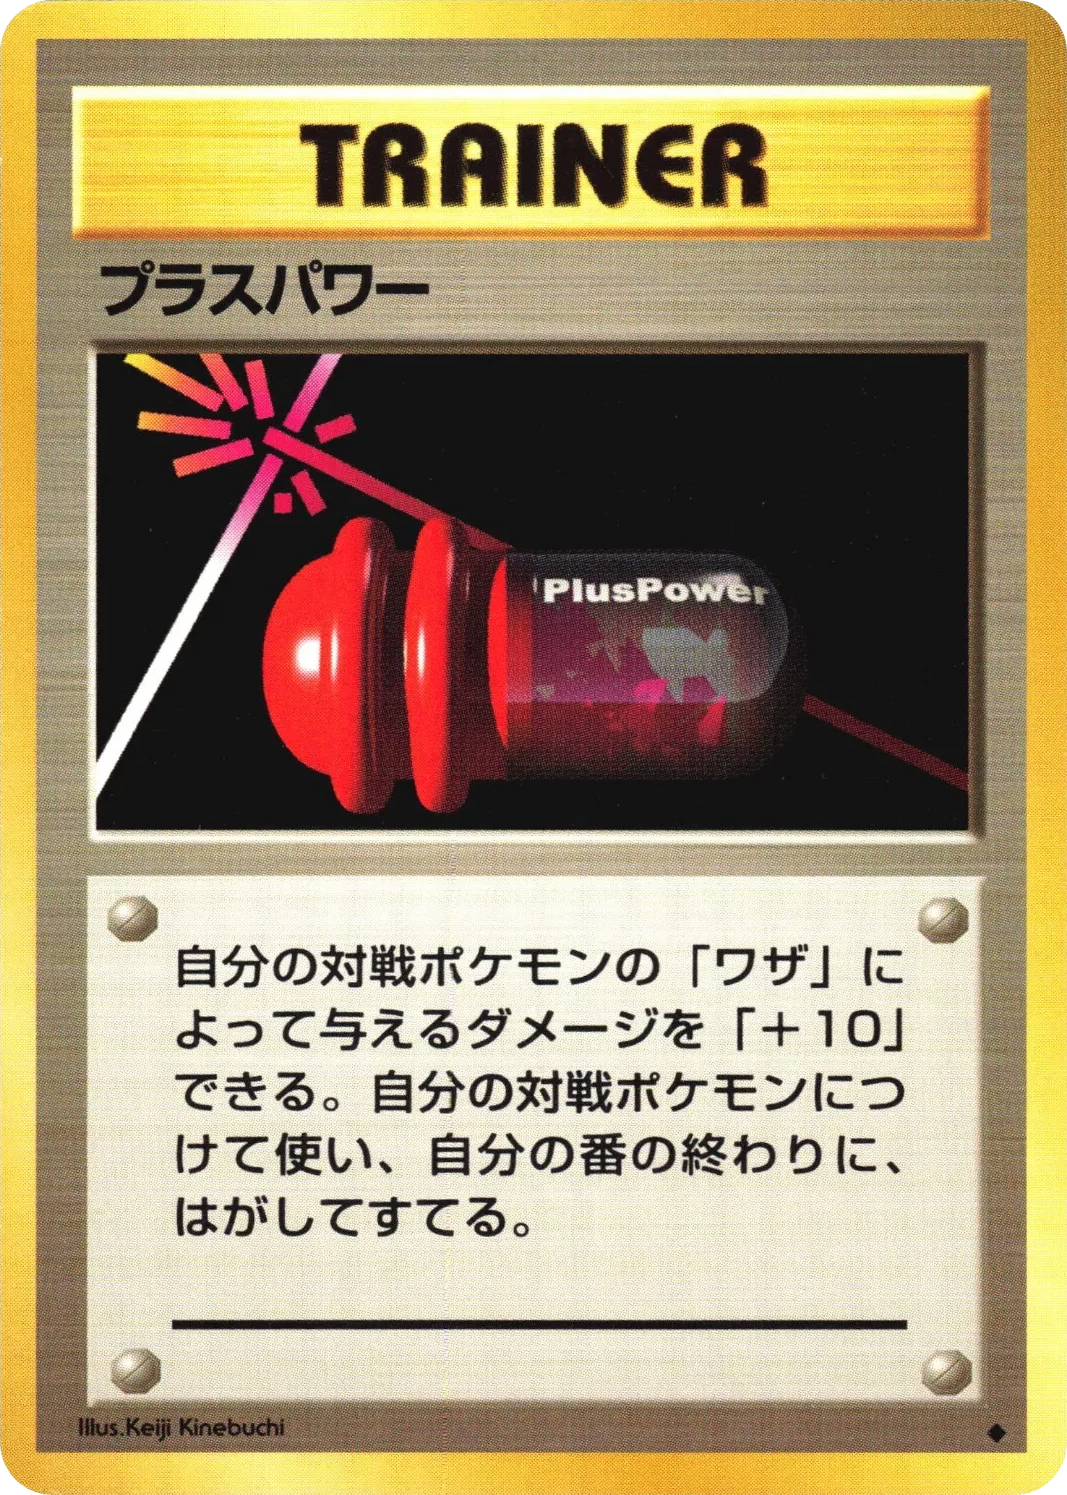 TRAINER
プラスパワー
PlusPower
自分の対戦ポケモンの「ワザ」に
よって与えるダメージを「＋10」
できる。自分の対戦ポケモンにつ
けて使い、自分の番の終わりに、
はがしてすてる。
Illus.Keiji Kinebuchi